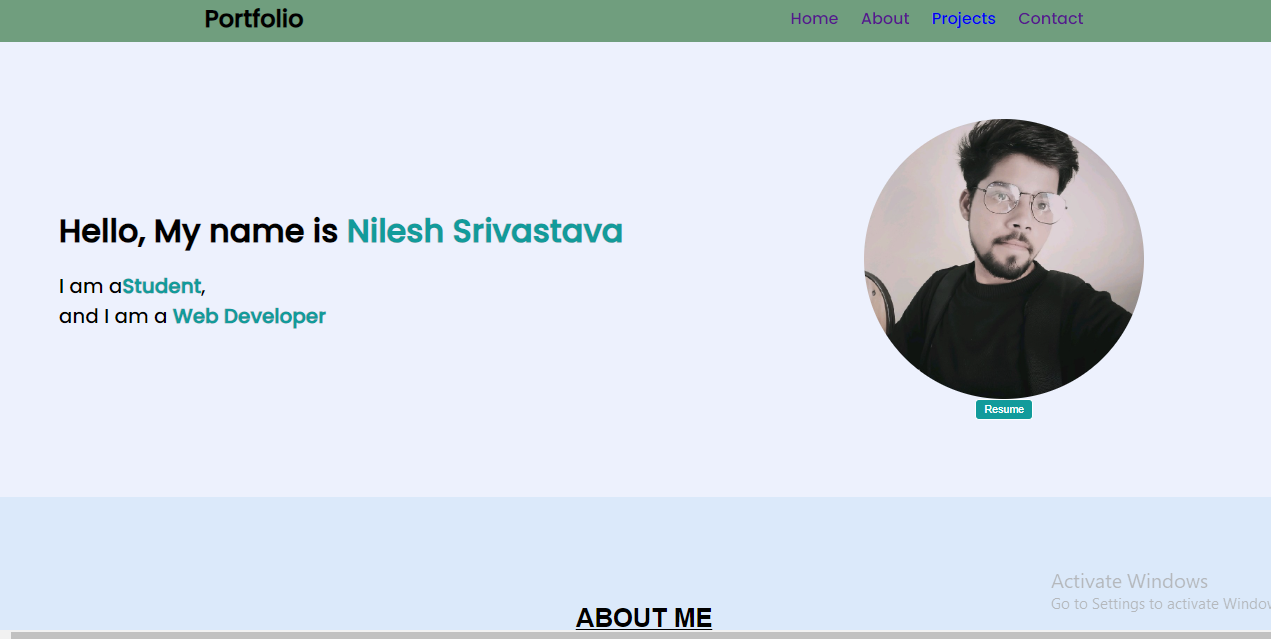 Portfolio
Home About Projects Contact
Hello, My name is Nilesh Srivastava
I am aStudent,
and I am a Web Developer
Resume
ABOUT ME
Activate Windows
Go to Settings to activate Window